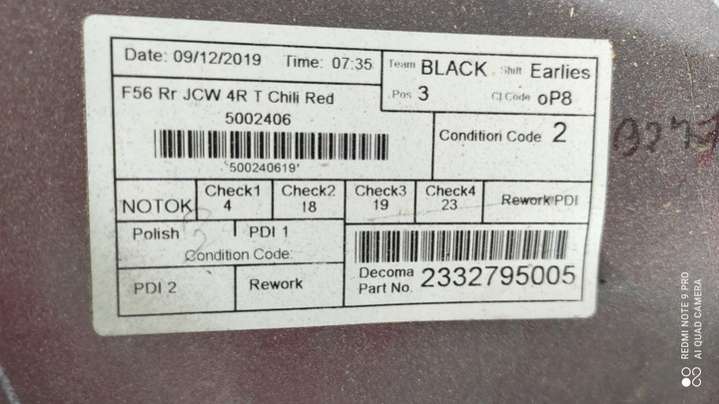 Date: 09/12/2019 Time: 07:35 Team BLACK Shift Earlies
Pos 3 CJ Code oP8
F56 Rr JCW 4R T Chili Red
5002406
Condition Code 2
*500240619*
NOTOK Check1 Check2 Check3 Check4 Rework PDI
4 18 19 23
Polish PDI 1
Condition Code:
PDI 2 Rework Decoma Part No. 2332795005
REDMI NOTE 9 PRO
AI QUAD CAMERA